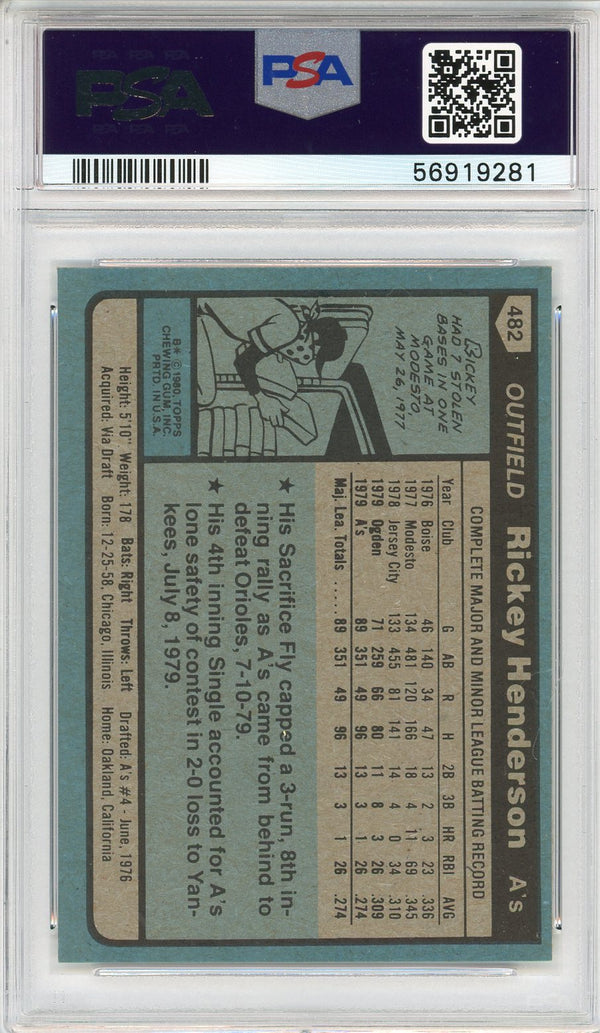 PSA
PSA
56919281
482 OUTFIELD Rickey Henderson A's
RICKEY
HAD 7 STOLEN
BASES IN ONE
GAME AT
MODESTO,
MAY 26, 1977
B* © 1980. TOPPS
CHEWING GUM, INC.
PRTD. IN U.S.A.
COMPLETE MAJOR AND MINOR LEAGUE BATTING RECORD
Year Club G AB R H 2B 3B HR RBI AVG
1976 Boise 46 140 34 47 13 2 3 23 .336
1977 Modesto 134 481 120 166 18 4 11 69 .345
1978 Jersey City 133 455 81 141 14 4 0 34 .310
1979 Ogden 71 259 66 80 11 8 3 26 .309
1979 A's 89 351 49 96 13 3 1 26 .274
Maj. Lea. Totals ..... 89 351 49 96 13 3 1 26 .274
★ His Sacrifice Fly capped a 3-run, 8th in-
ning rally as A's came from behind to
defeat Orioles, 7-10-79.
★ His 4th inning Single accounted for A's
lone safety of contest in 2-0 loss to Yan-
kees, July 8, 1979.
Height: 5'10" Weight: 178 Bats: Right Throws: Left Drafted: A's #4 - June, 1976
Acquired: Via Draft Born: 12-25-58, Chicago, Illinois Home: Oakland, California